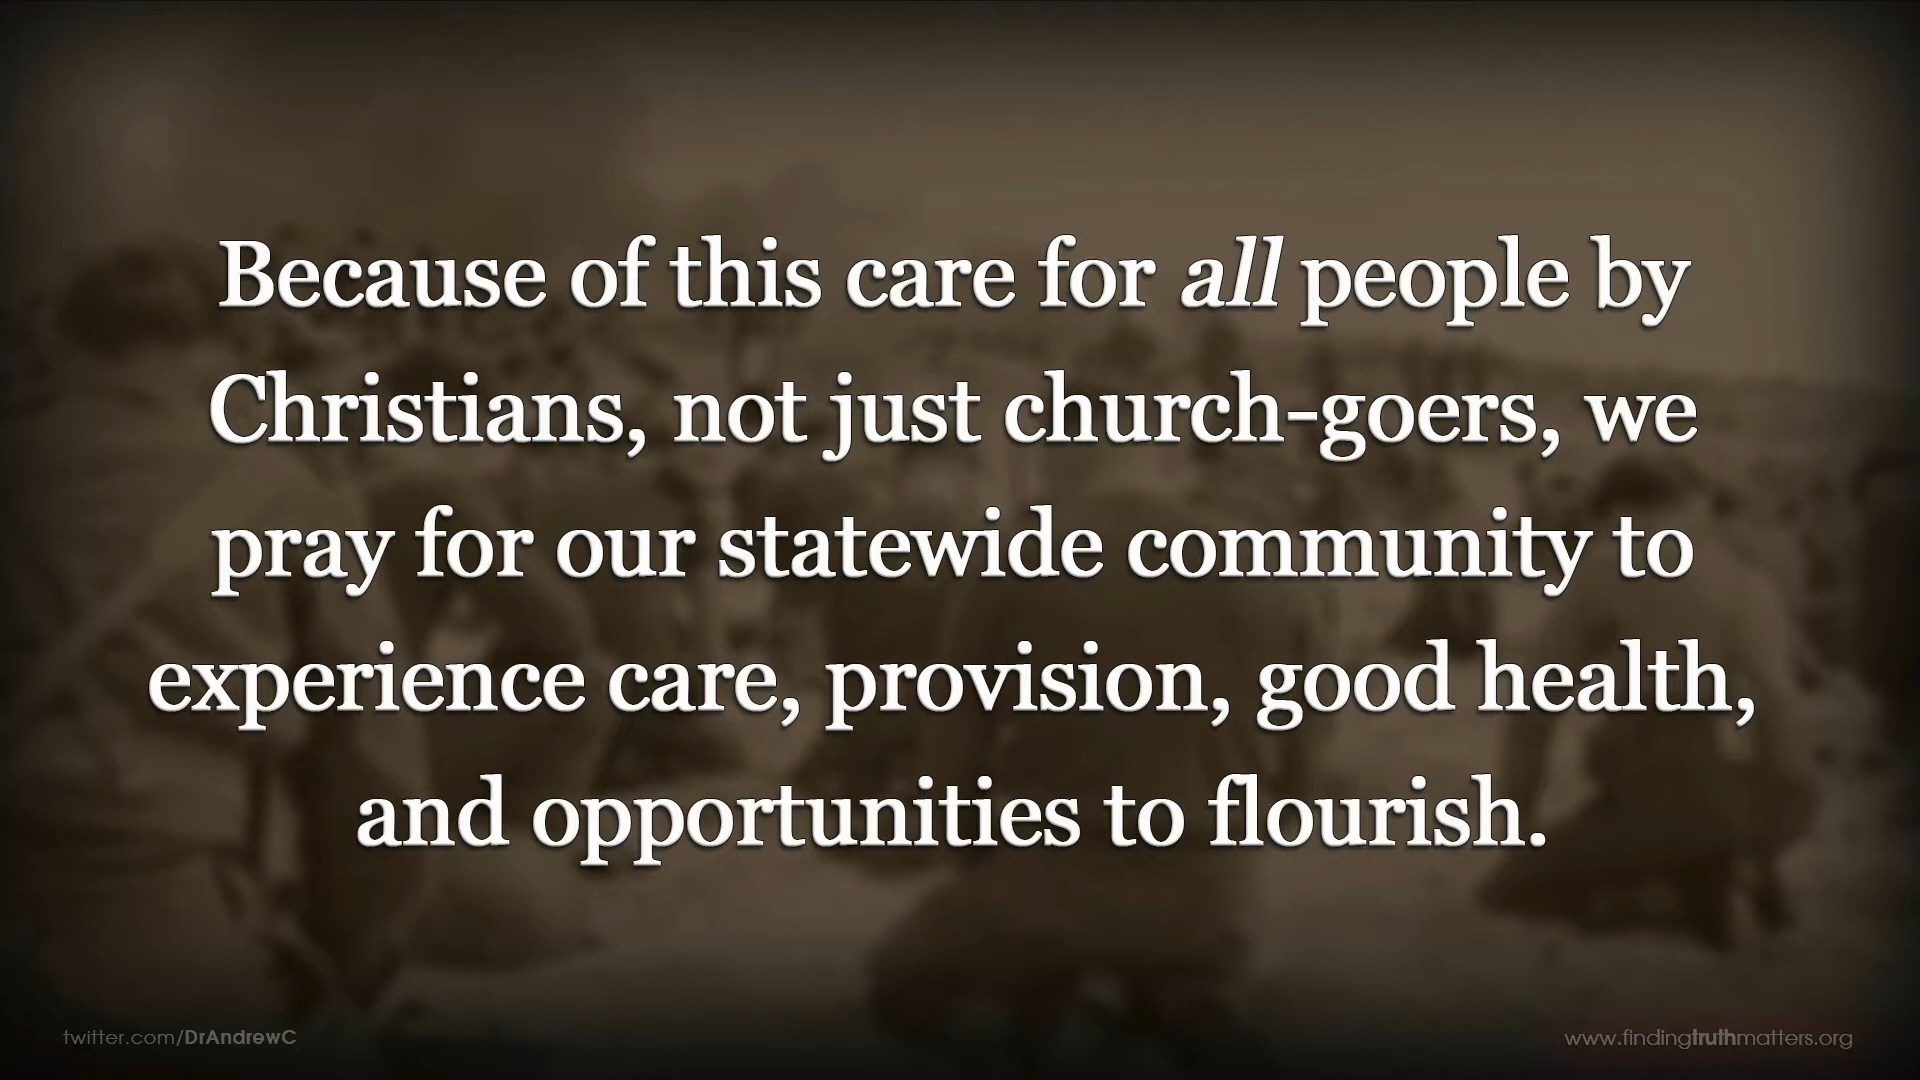 Because of this care for all people by
Christians, not just church-goers, we
pray for our statewide community to
experience care, provision, good health,
and opportunities to flourish.
twitter.com/DrAndrewC
www.findingtruthmatters.org